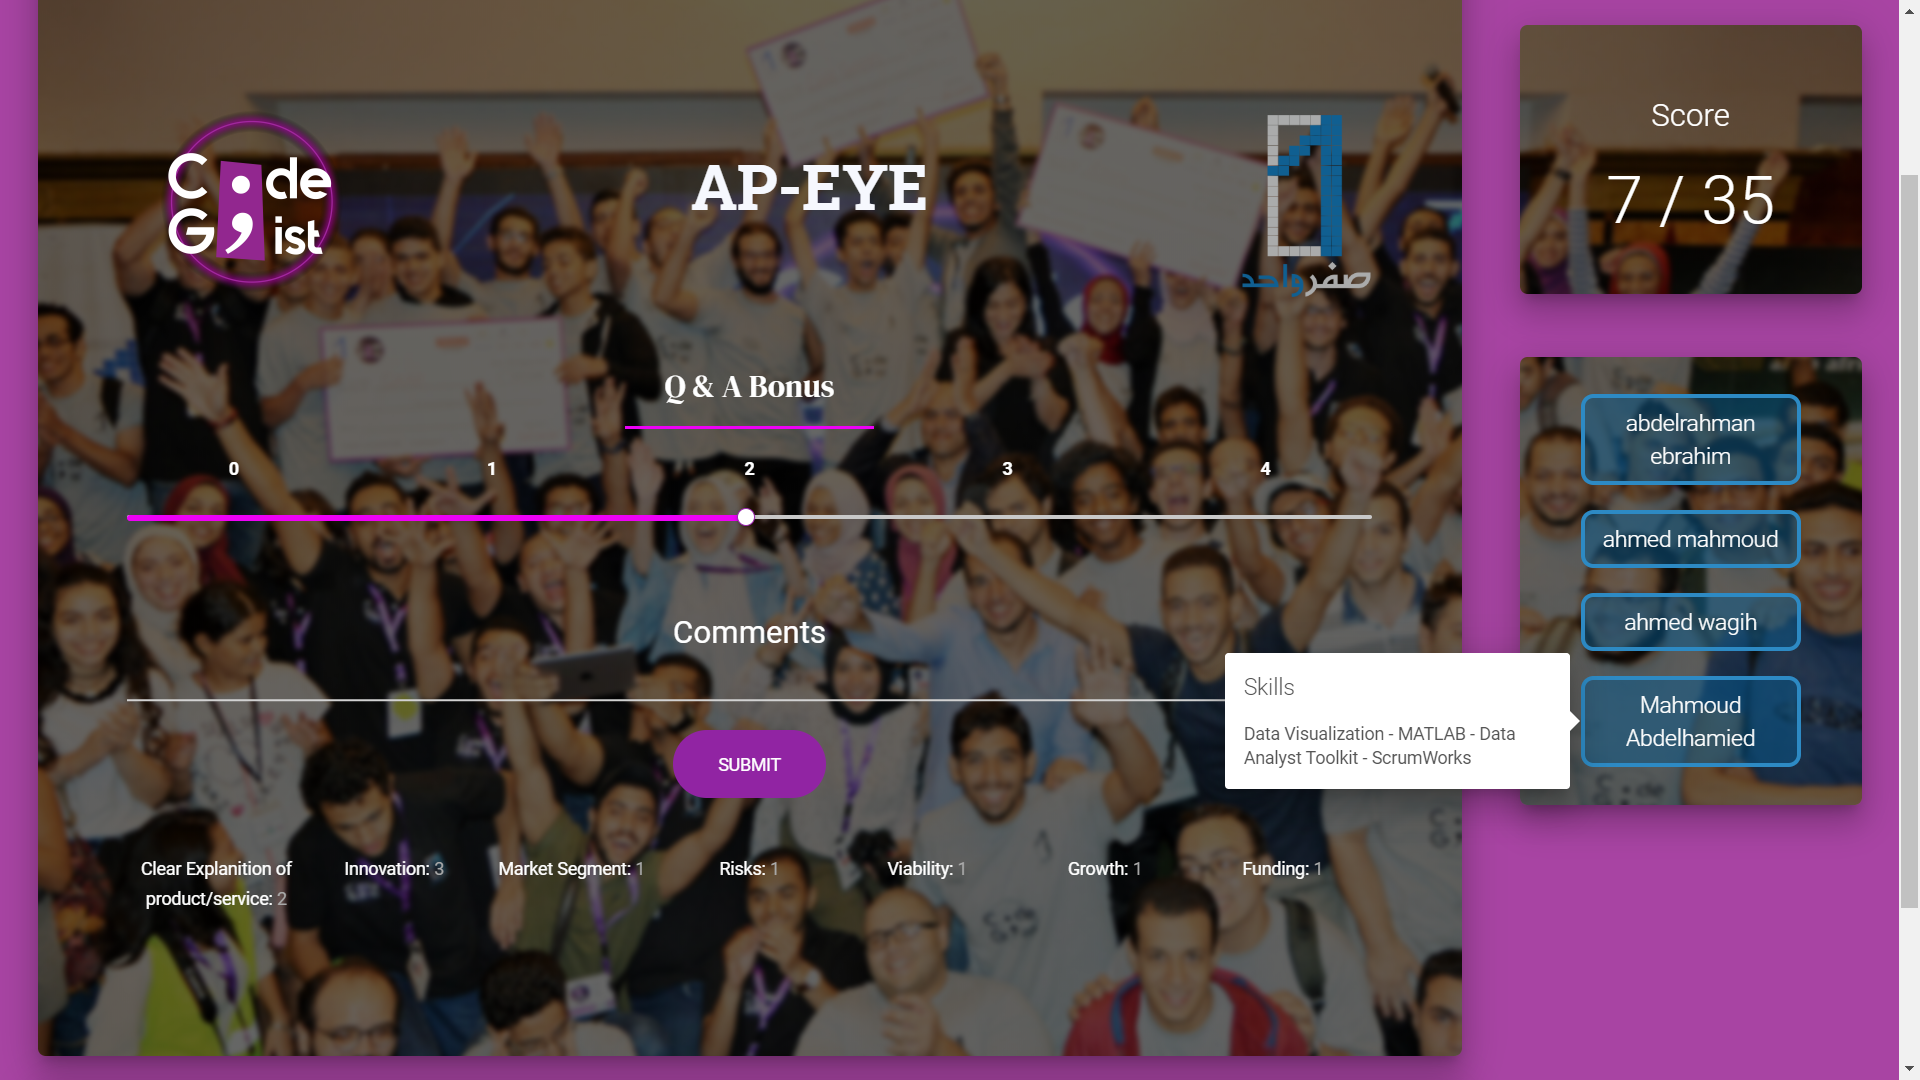 C;de
G;ist
AP-EYE
صفر واحد
Q & A Bonus
0 1 2 3 4
Comments
SUBMIT
Clear Explanition of
product/service: 2
Innovation: 3
Market Segment: 1
Risks: 1
Viability: 1
Growth: 1
Funding: 1
Score
7 / 35
abdelrahman
ebrahim
ahmed mahmoud
ahmed wagih
Mahmoud
Abdelhamied
Skills
Data Visualization - MATLAB - Data
Analyst Toolkit - ScrumWorks